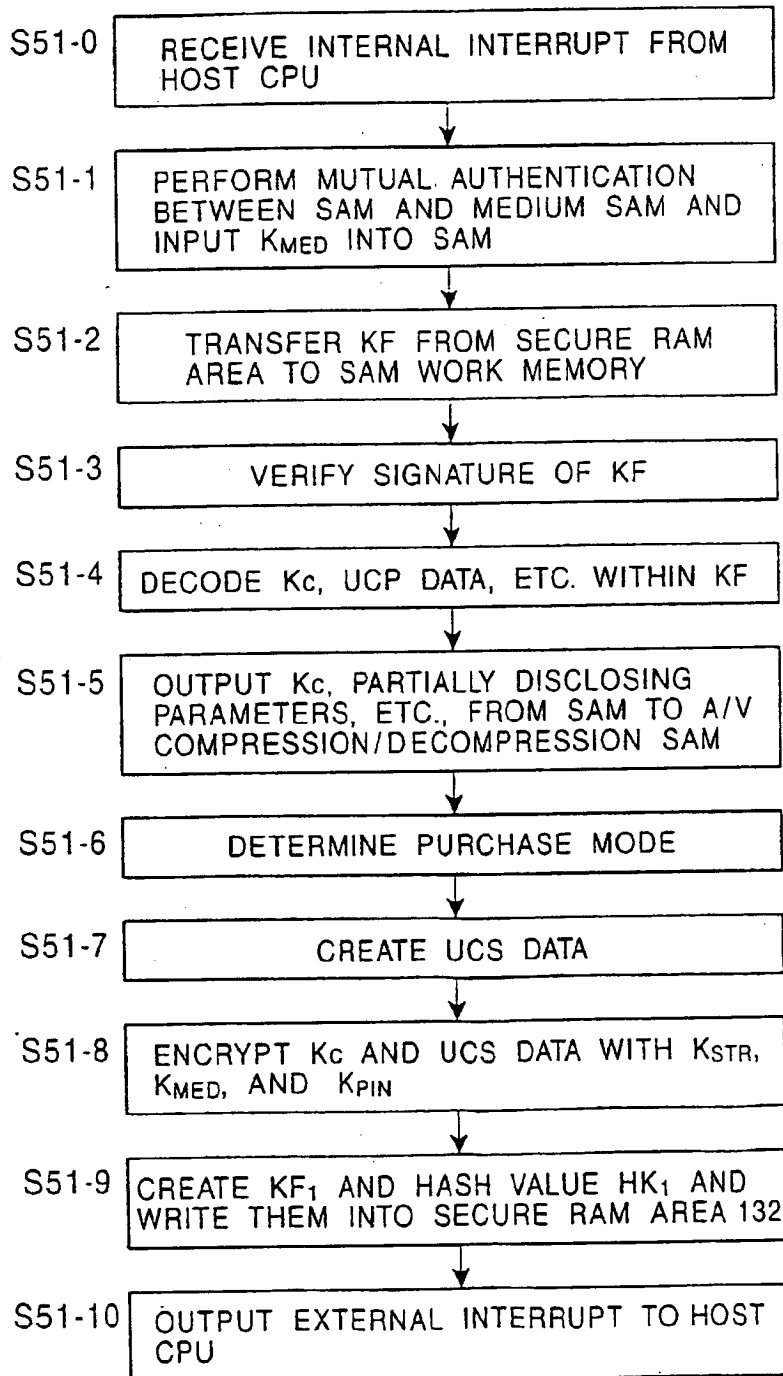 S51-0
RECEIVE INTERNAL INTERRUPT FROM
HOST CPU
S51-1
PERFORM MUTUAL AUTHENTICATION
BETWEEN SAM AND MEDIUM SAM AND
INPUT KMED INTO SAM
S51-2
TRANSFER KF FROM SECURE RAM
AREA TO SAM WORK MEMORY
S51-3
VERIFY SIGNATURE OF KF
S51-4
DECODE Kc, UCP DATA, ETC. WITHIN KF
S51-5
OUTPUT Kc, PARTIALLY DISCLOSING
PARAMETERS, ETC., FROM SAM TO A/V
COMPRESSION/DECOMPRESSION SAM
S51-6
DETERMINE PURCHASE MODE
S51-7
CREATE UCS DATA
S51-8
ENCRYPT Kc AND UCS DATA WITH KSTR,
KMED, AND KPIN
S51-9
CREATE KF₁ AND HASH VALUE HK₁ AND
WRITE THEM INTO SECURE RAM AREA 132
S51-10
OUTPUT EXTERNAL INTERRUPT TO HOST
CPU